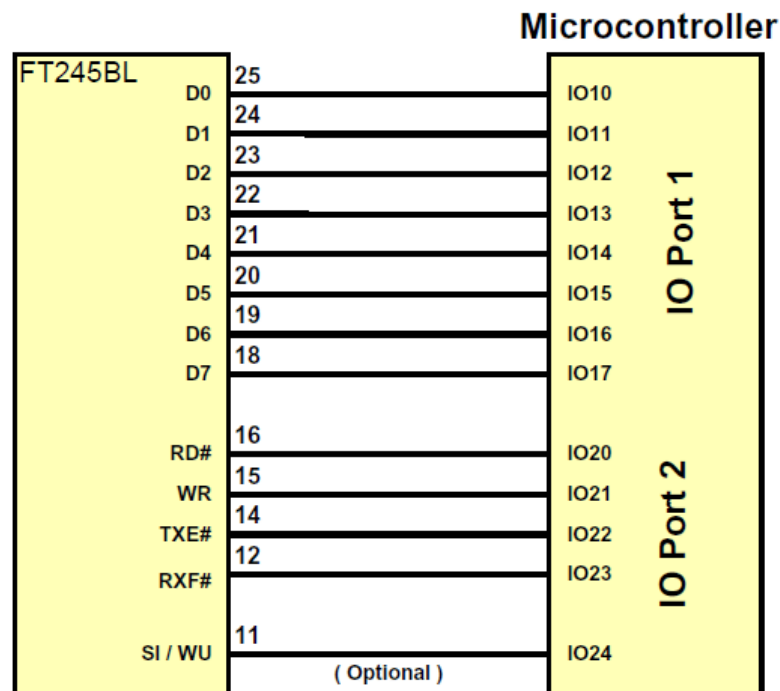 Microcontroller
FT245BL
D0 25 IO10
D1 24 IO11
D2 23 IO12
D3 22 IO13
D4 21 IO14
D5 20 IO15
D6 19 IO16
D7 18 IO17
IO Port 1
RD# 16 IO20
WR 15 IO21
TXE# 14 IO22
RXF# 12 IO23
IO Port 2
SI / WU 11 IO24
( Optional )